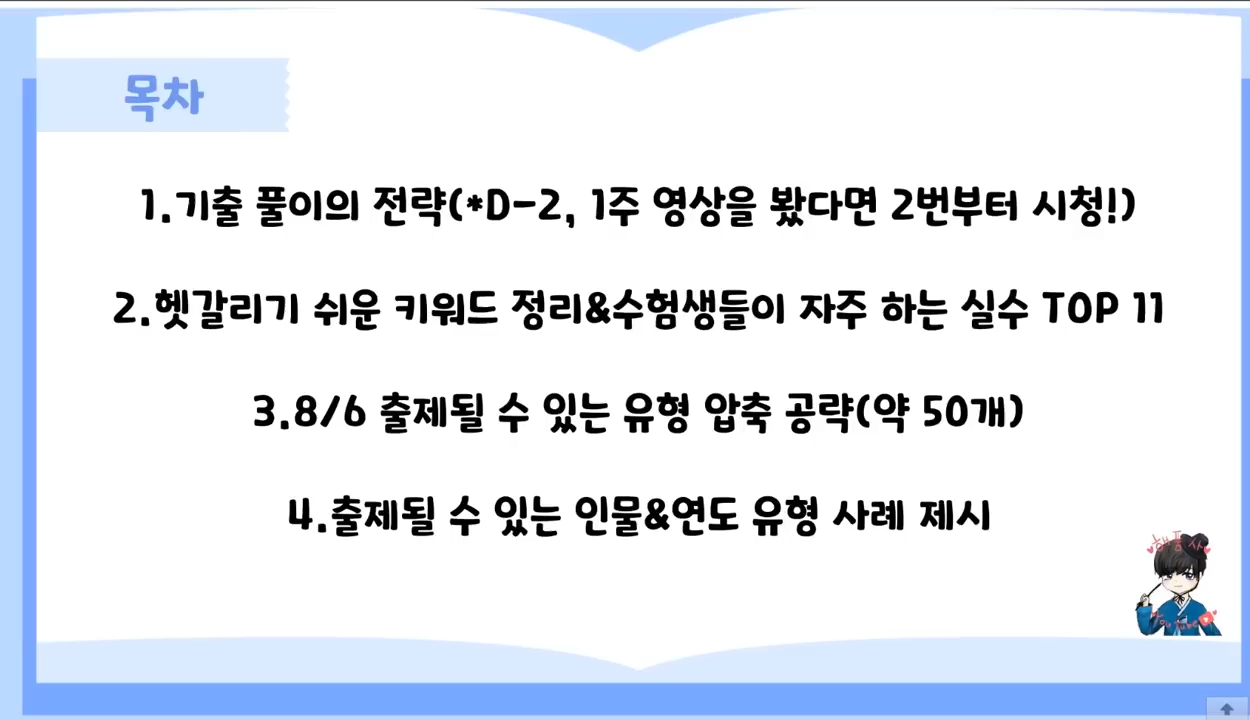 목차
1.기출 풀이의 전략(*D-2, 1주 영상을 봤다면 2번부터 시청!)
2.헷갈리기 쉬운 키워드 정리&수험생들이 자주 하는 실수 TOP 11
3.8/6 출제될 수 있는 유형 압축 공략(약 50개)
4.출제될 수 있는 인물&연도 유형 사례 제시
해품사
YouTube